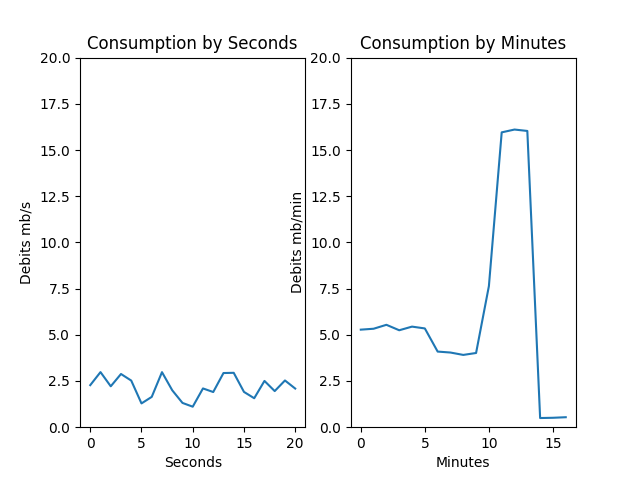 Consumption by Seconds
20.0
17.5
15.0
12.5
10.0
7.5
5.0
2.5
0.0
Debits mb/s
0 5 10 15 20
Seconds
Consumption by Minutes
20.0
17.5
15.0
12.5
10.0
7.5
5.0
2.5
0.0
Debits mb/min
0 5 10 15
Minutes